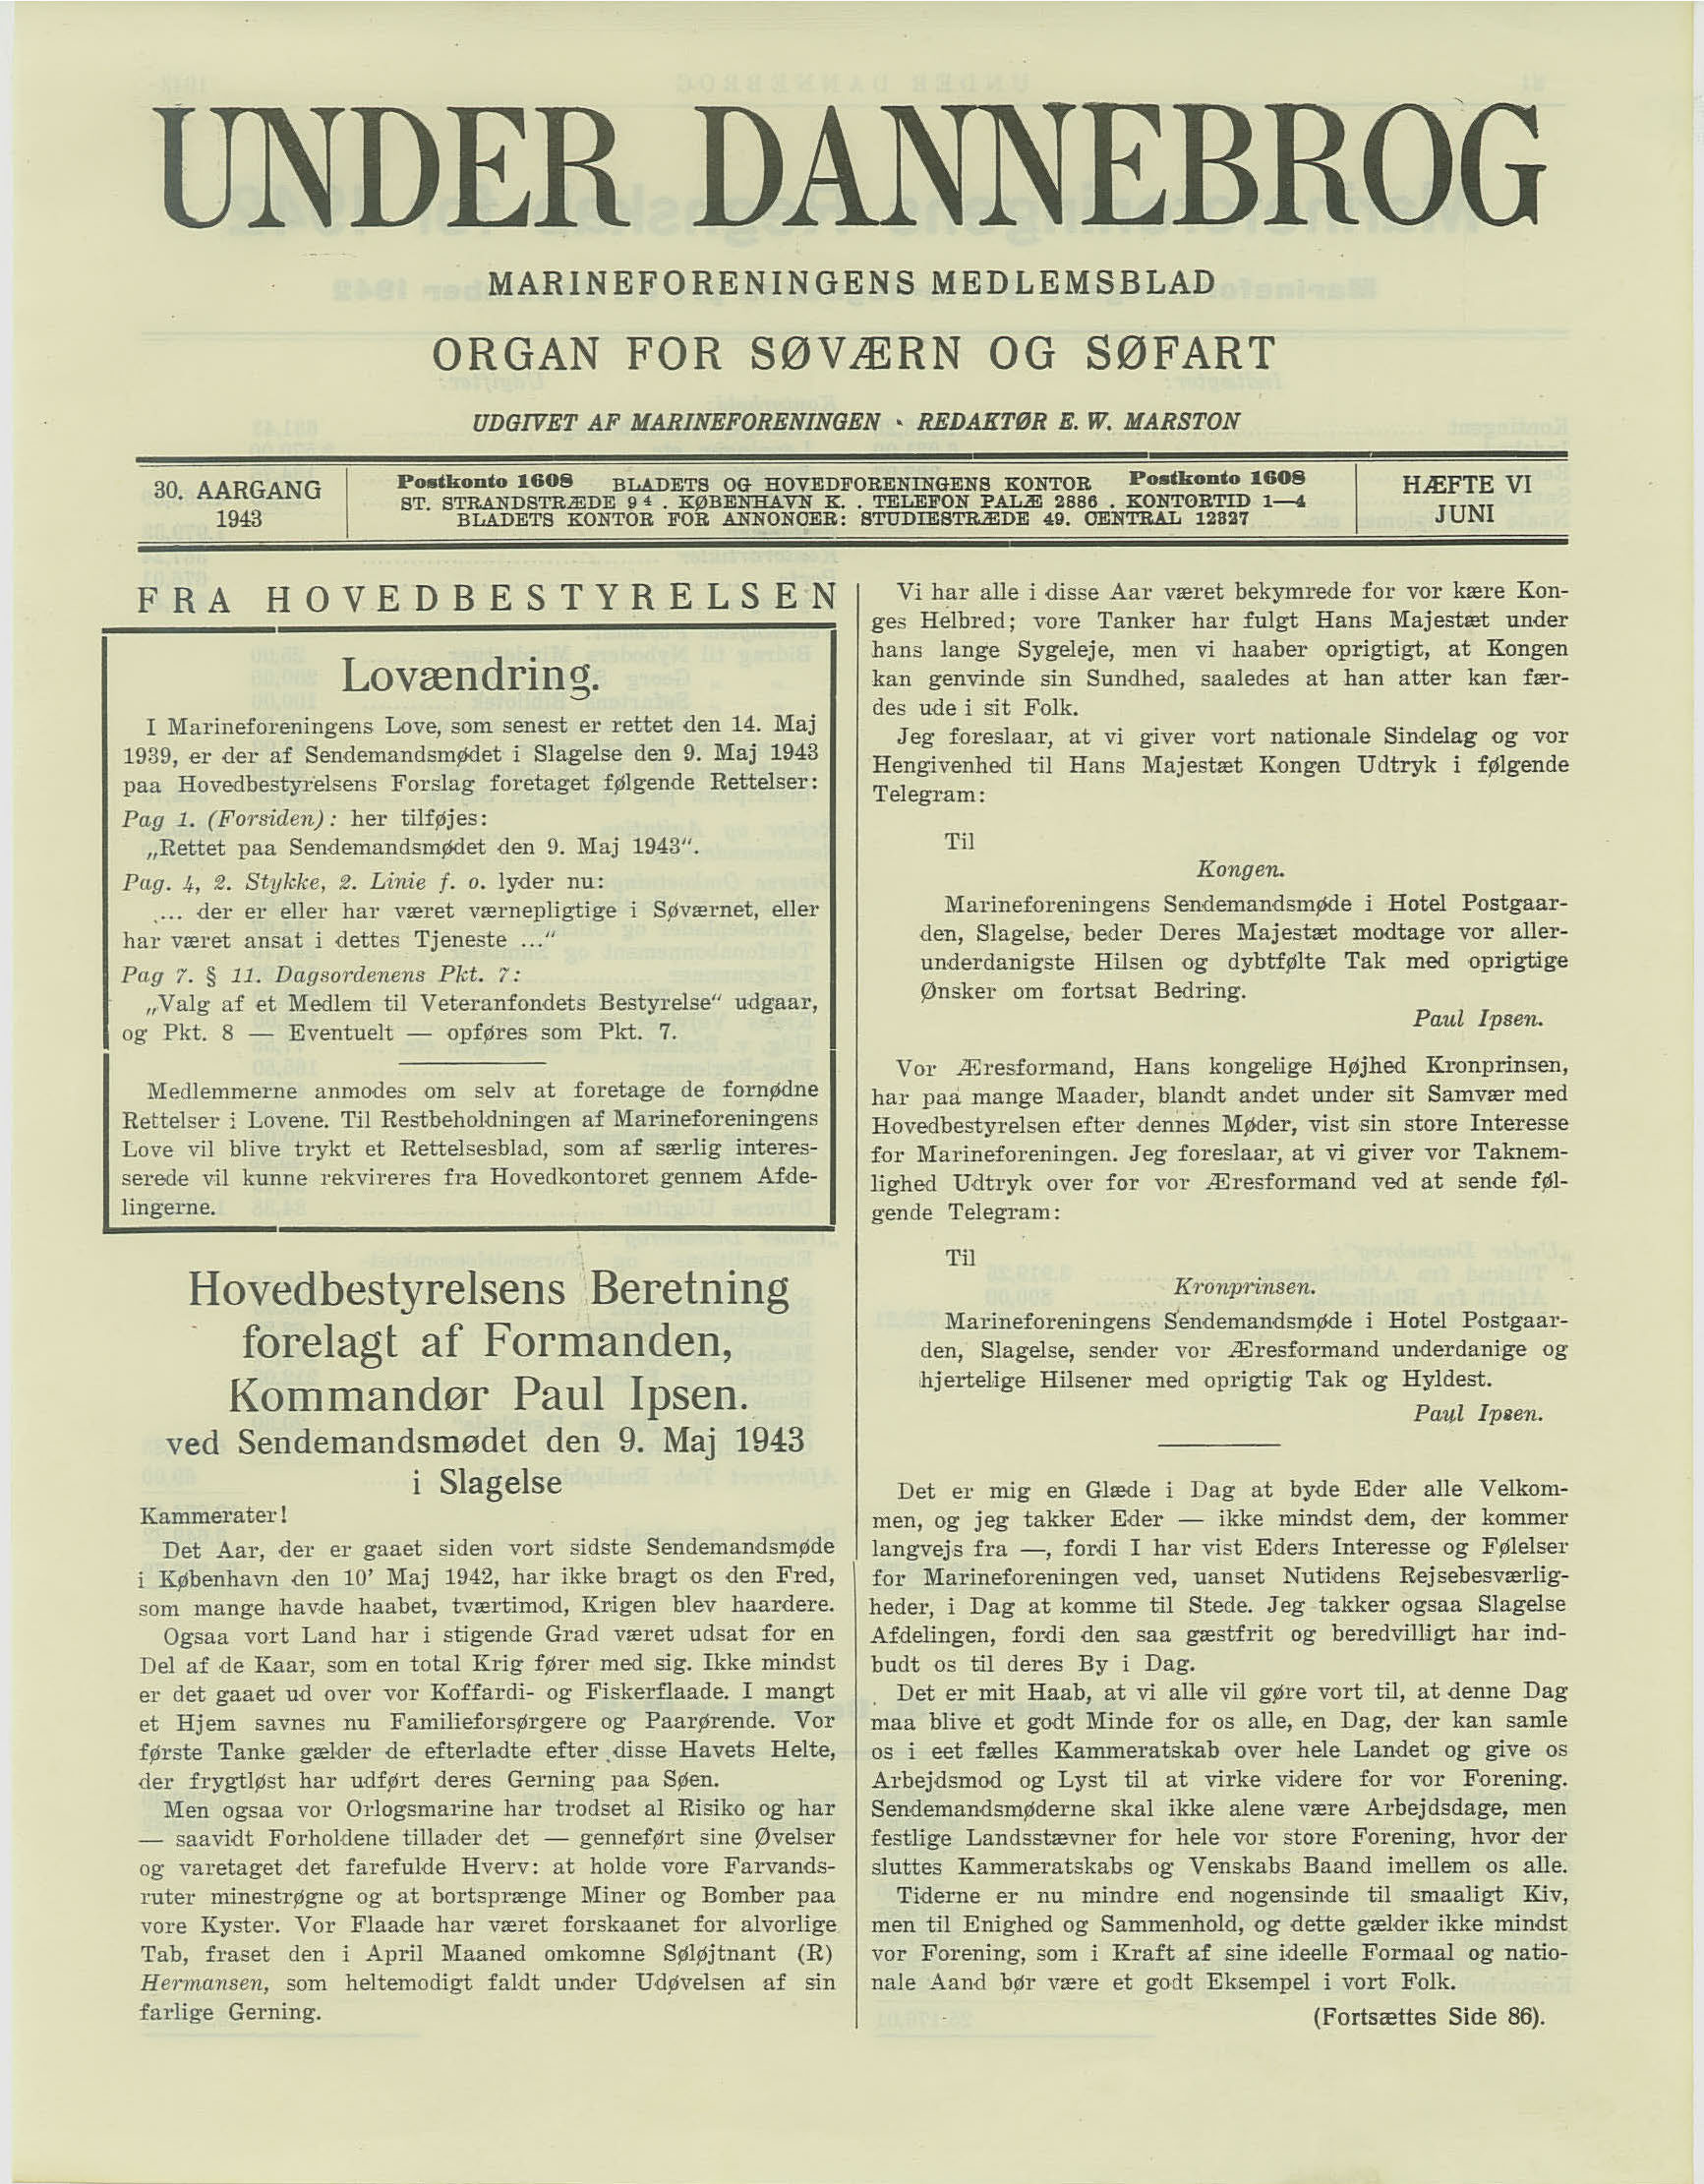 UNDER DANNEBROG
MARINEFORENINGENS MEDLEMSBLAD
ORGAN FOR SØVÆRN OG SØFART
UDGIVET AF MARINEFORENINGEN · REDAKTØR E. W. MARSTON
30. AARGANG
1943
Postkonto 1608 BLADETS OG HOVEDFORENINGENS KONTOR Postkonto 1608
ST. STRANDSTRÆDE 9⁴ . KØBENHAVN K. . TELEFON PALÆ 2886 . KONTORTID 1—4
BLADETS KONTOR FOR ANNONCER: STUDIESTRÆDE 49. CENTRAL 12327
HÆFTE VI
JUNI
FRA HOVEDBESTYRELSEN
Lovændring.
I Marineforeningens Love, som senest er rettet den 14. Maj
1939, er der af Sendemandsmødet i Slagelse den 9. Maj 1943
paa Hovedbestyrelsens Forslag foretaget følgende Rettelser:
Pag 1. (Forsiden): her tilføjes:
„Rettet paa Sendemandsmødet den 9. Maj 1943“.
Pag. 4, 2. Stykke, 2. Linie f. o. lyder nu:
„... der er eller har været værnepligtige i Søværnet, eller
har været ansat i dettes Tjeneste ...“
Pag 7. § 11. Dagsordenens Pkt. 7:
„Valg af et Medlem til Veteranfondets Bestyrelse“ udgaar,
og Pkt. 8 — Eventuelt — opføres som Pkt. 7.
Medlemmerne anmodes om selv at foretage de fornødne
Rettelser i Lovene. Til Restbeholdningen af Marineforeningens
Love vil blive trykt et Rettelsesblad, som af særlig interes-
serede vil kunne rekvireres fra Hovedkontoret gennem Afde-
lingerne.
Hovedbestyrelsens Beretning
forelagt af Formanden,
Kommandør Paul Ipsen.
ved Sendemandsmødet den 9. Maj 1943
i Slagelse
Kammerater!
Det Aar, der er gaaet siden vort sidste Sendemandsmøde
i København den 10' Maj 1942, har ikke bragt os den Fred,
som mange havde haabet, tværtimod, Krigen blev haardere.
Ogsaa vort Land har i stigende Grad været udsat for en
Del af de Kaar, som en total Krig fører med sig. Ikke mindst
er det gaaet ud over vor Koffardi- og Fiskerflaade. I mangt
et Hjem savnes nu Familieforsørgere og Paarørende. Vor
første Tanke gælder de efterladte efter disse Havets Helte,
der frygtløst har udført deres Gerning paa Søen.
Men ogsaa vor Orlogsmarine har trodset al Risiko og har
— saavidt Forholdene tillader det — genneført sine Øvelser
og varetaget det farefulde Hverv: at holde vore Farvands-
ruter minestrøgne og at bortsprænge Miner og Bomber paa
vore Kyster. Vor Flaade har været forskaanet for alvorlige
Tab, fraset den i April Maaned omkomne Søløjtnant (R)
Hermansen, som heltemodigt faldt under Udøvelsen af sin
farlige Gerning.
Vi har alle i disse Aar været bekymrede for vor kære Kon-
ges Helbred; vore Tanker har fulgt Hans Majestæt under
hans lange Sygeleje, men vi haaber oprigtigt, at Kongen
kan genvinde sin Sundhed, saaledes at han atter kan fær-
des ude i sit Folk.
Jeg foreslaar, at vi giver vort nationale Sindelag og vor
Hengivenhed til Hans Majestæt Kongen Udtryk i følgende
Telegram:
Til
Kongen.
Marineforeningens Sendemandsmøde i Hotel Postgaar-
den, Slagelse, beder Deres Majestæt modtage vor aller-
underdanigste Hilsen og dybtfølte Tak med oprigtige
Ønsker om fortsat Bedring.
Paul Ipsen.
Vor Æresformand, Hans kongelige Højhed Kronprinsen,
har paa mange Maader, blandt andet under sit Samvær med
Hovedbestyrelsen efter dennes Møder, vist sin store Interesse
for Marineforeningen. Jeg foreslaar, at vi giver vor Taknem-
lighed Udtryk over for vor Æresformand ved at sende føl-
gende Telegram:
Til
Kronprinsen.
Marineforeningens Sendemandsmøde i Hotel Postgaar-
den, Slagelse, sender vor Æresformand underdanige og
hjertelige Hilsener med oprigtig Tak og Hyldest.
Paul Ipsen.
Det er mig en Glæde i Dag at byde Eder alle Velkom-
men, og jeg takker Eder — ikke mindst dem, der kommer
langvejs fra —, fordi I har vist Eders Interesse og Følelser
for Marineforeningen ved, uanset Nutidens Rejsebesværlig-
heder, i Dag at komme til Stede. Jeg takker ogsaa Slagelse
Afdelingen, fordi den saa gæstfrit og beredvilligt har ind-
budt os til deres By i Dag.
Det er mit Haab, at vi alle vil gøre vort til, at denne Dag
maa blive et godt Minde for os alle, en Dag, der kan samle
os i eet fælles Kammeratskab over hele Landet og give os
Arbejdsmod og Lyst til at virke videre for vor Forening.
Sendemandsmøderne skal ikke alene være Arbejdsdage, men
festlige Landsstævner for hele vor store Forening, hvor der
sluttes Kammeratskabs og Venskabs Baand imellem os alle.
Tiderne er nu mindre end nogensinde til smaaligt Kiv,
men til Enighed og Sammenhold, og dette gælder ikke mindst
vor Forening, som i Kraft af sine ideelle Formaal og natio-
nale Aand bør være et godt Eksempel i vort Folk.
(Fortsættes Side 86).